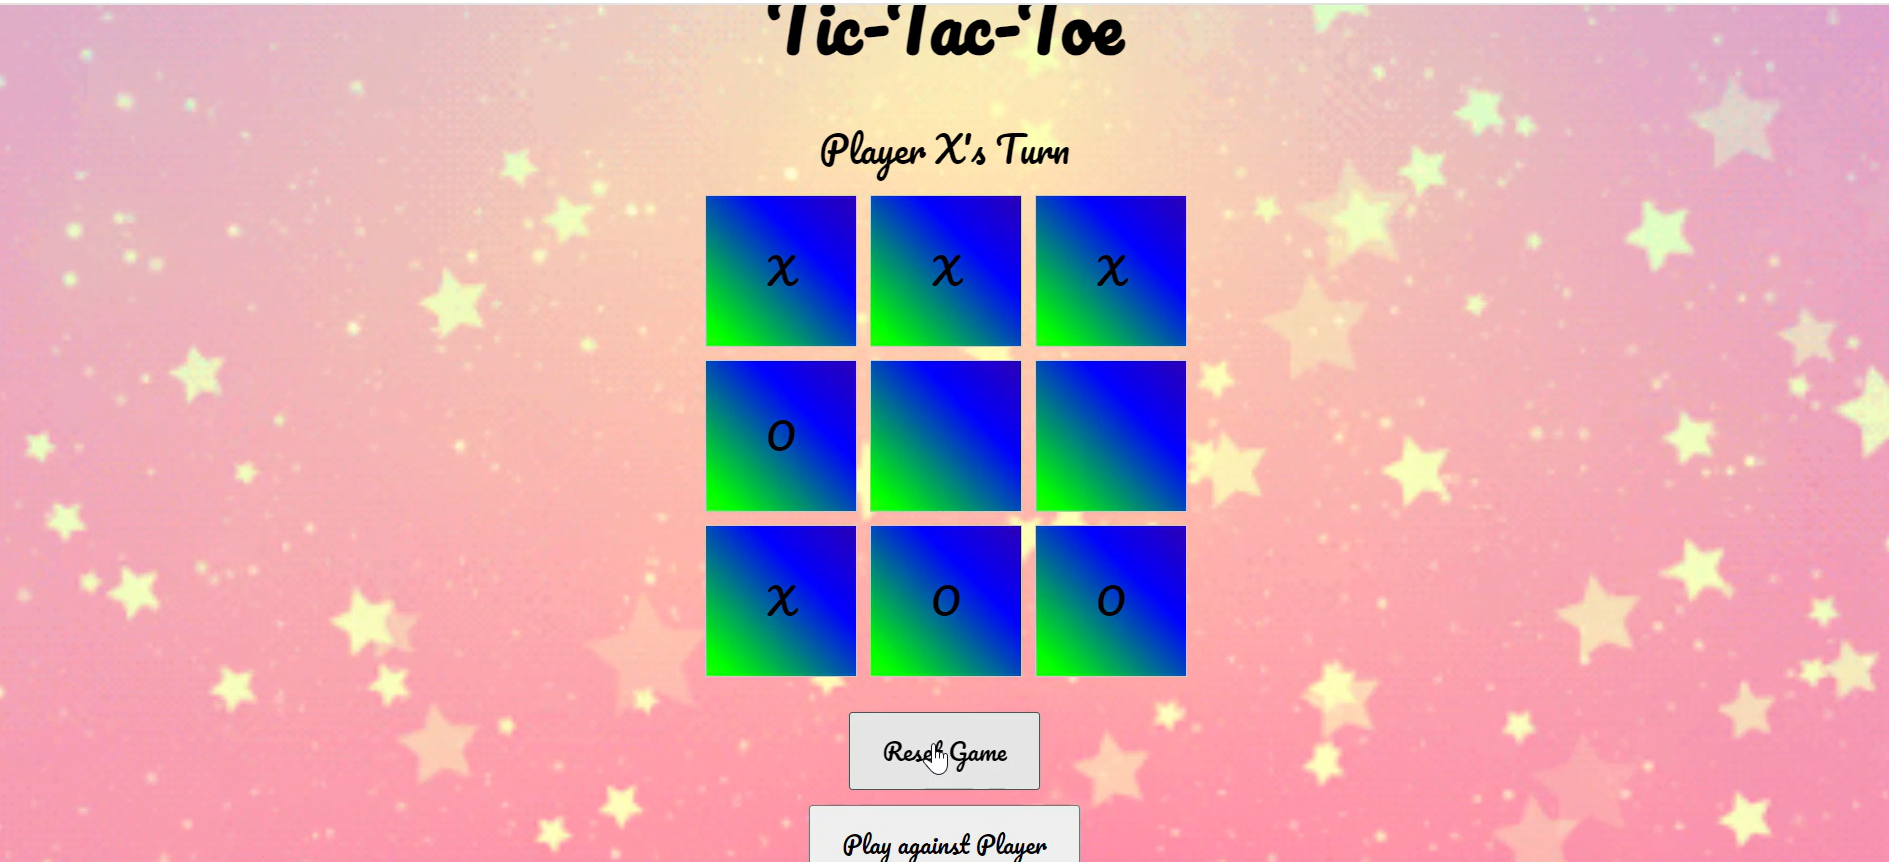 Tic-Tac-Toe
Player X's Turn
X X X
O
X O O
Reset Game
Play against Player